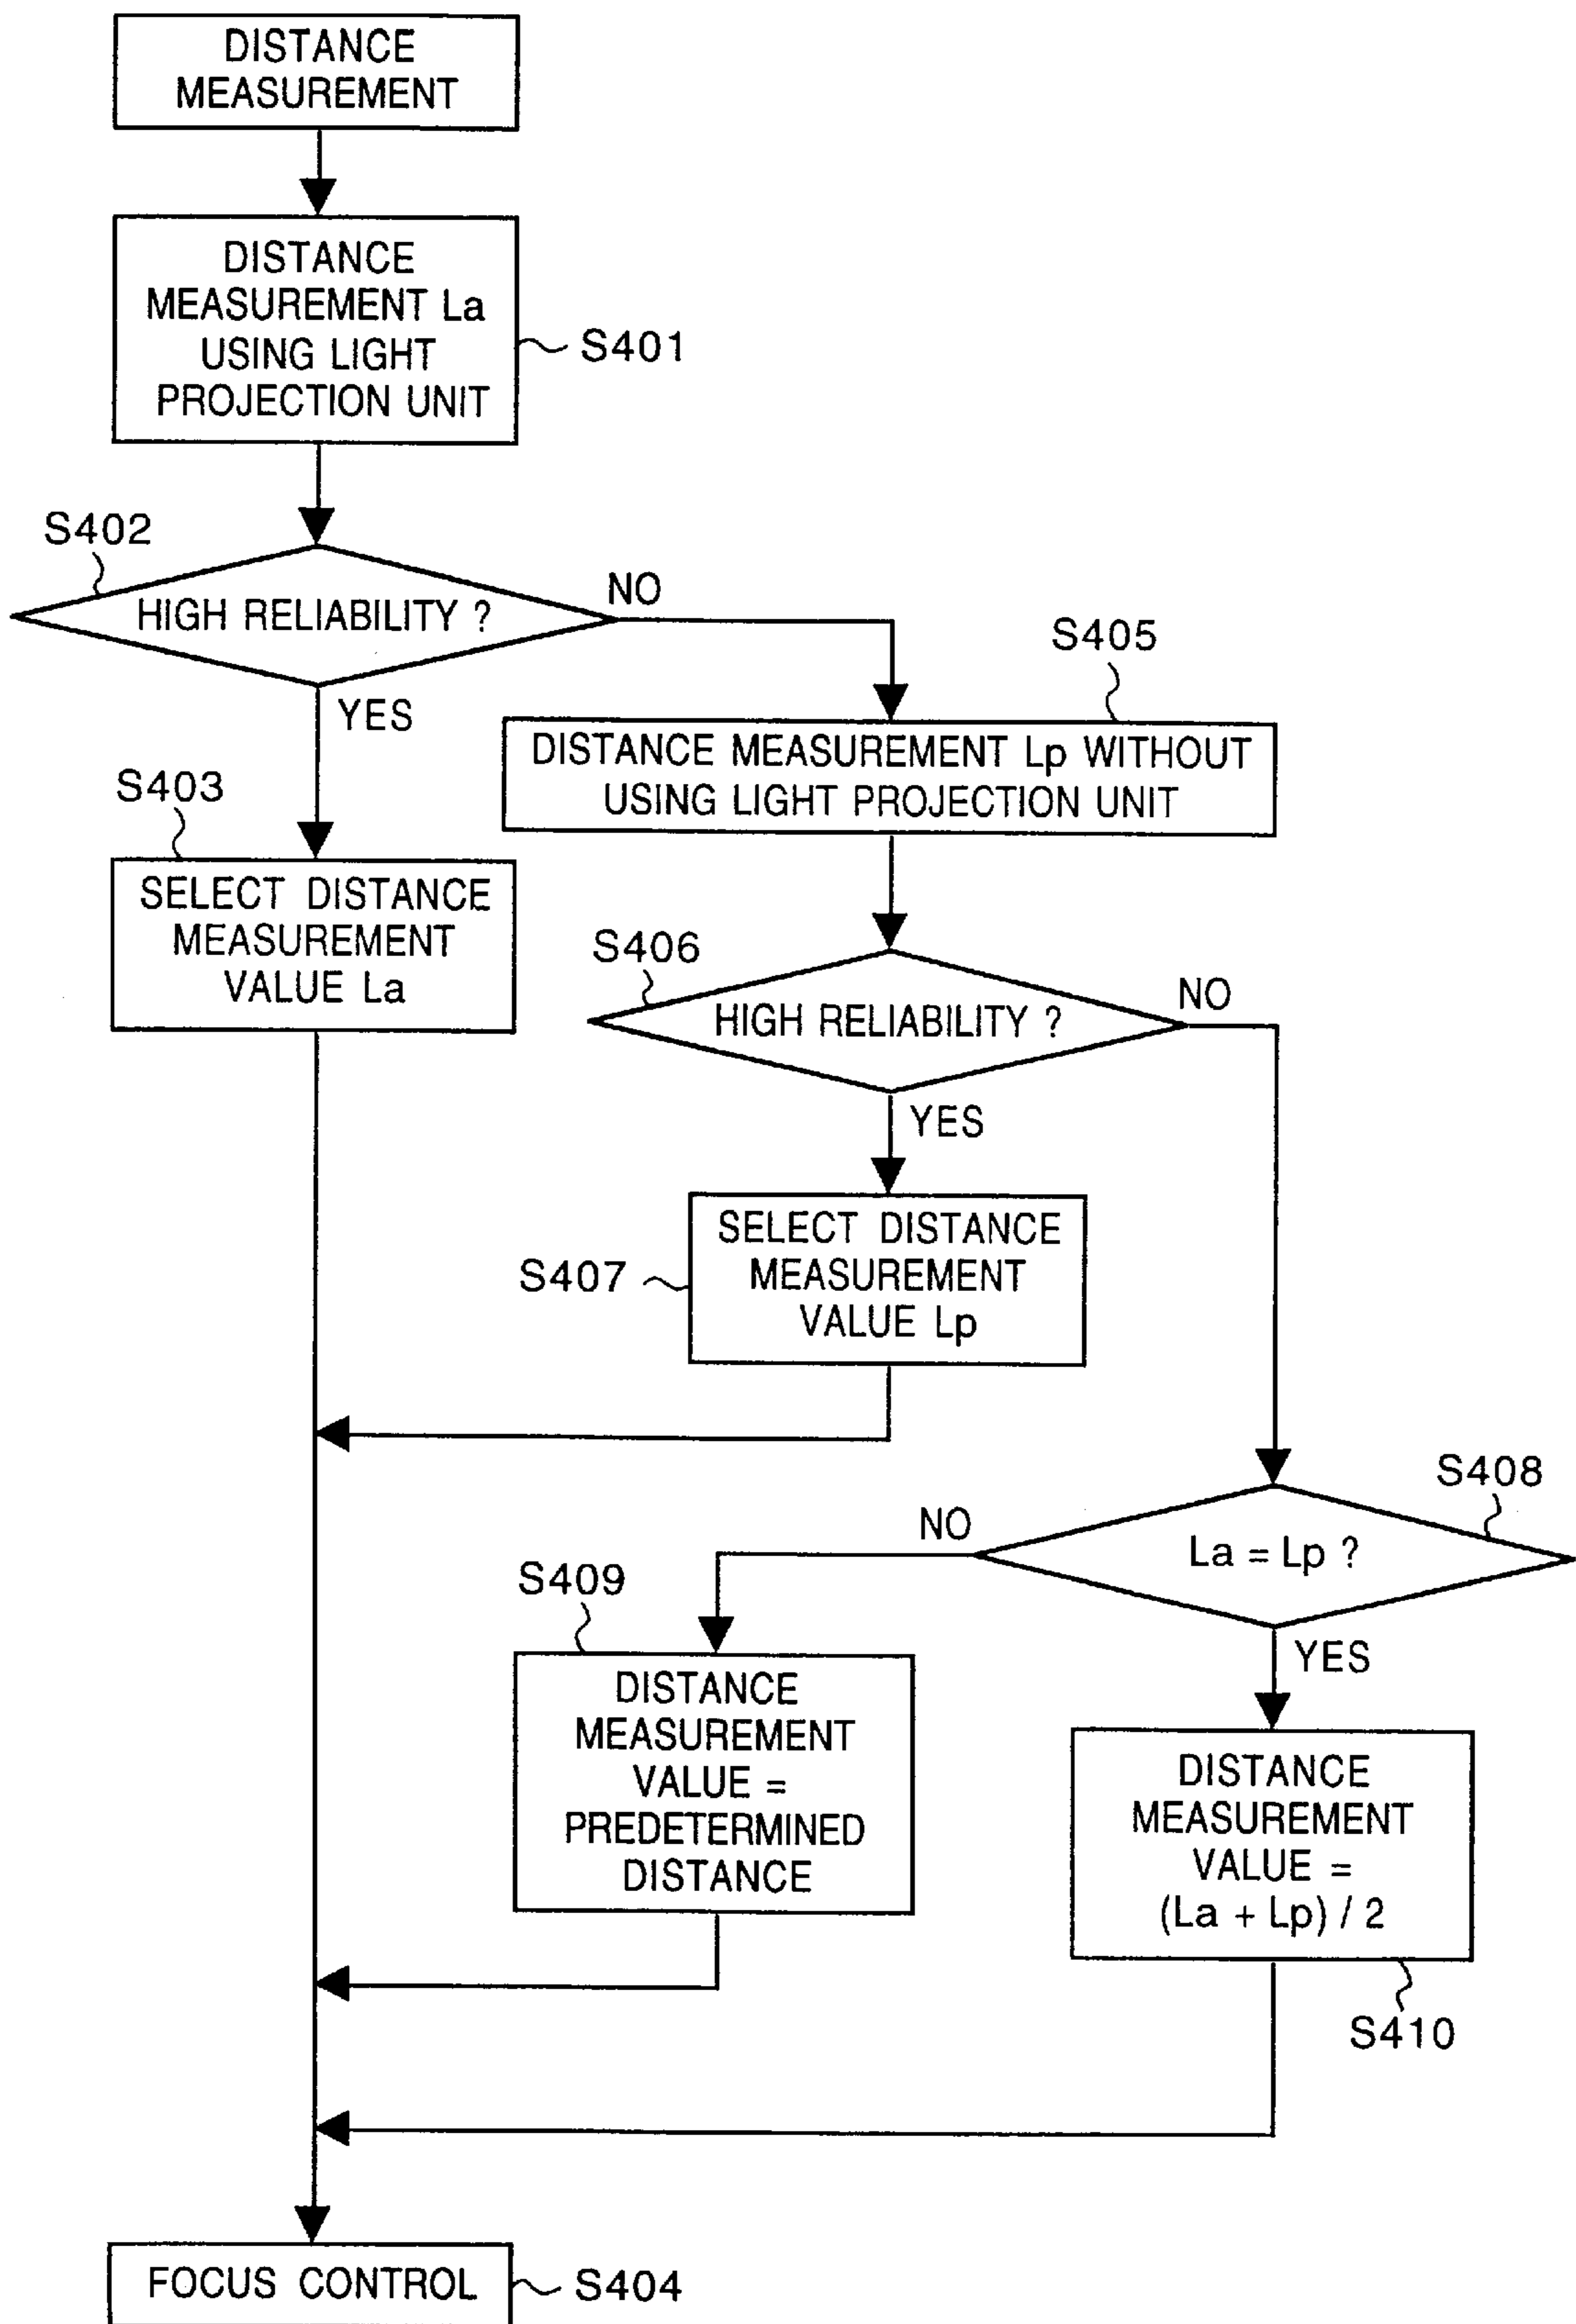 DISTANCE
MEASUREMENT
DISTANCE
MEASUREMENT La
USING LIGHT
PROJECTION UNIT
S401
S402
HIGH RELIABILITY ?
NO
YES
S403
SELECT DISTANCE
MEASUREMENT
VALUE La
S405
DISTANCE MEASUREMENT Lp WITHOUT
USING LIGHT PROJECTION UNIT
S406
HIGH RELIABILITY ?
NO
YES
S407
SELECT DISTANCE
MEASUREMENT
VALUE Lp
S408
La = Lp ?
NO
YES
S409
DISTANCE
MEASUREMENT
VALUE =
PREDETERMINED
DISTANCE
DISTANCE
MEASUREMENT
VALUE =
(La + Lp) / 2
S410
FOCUS CONTROL
S404